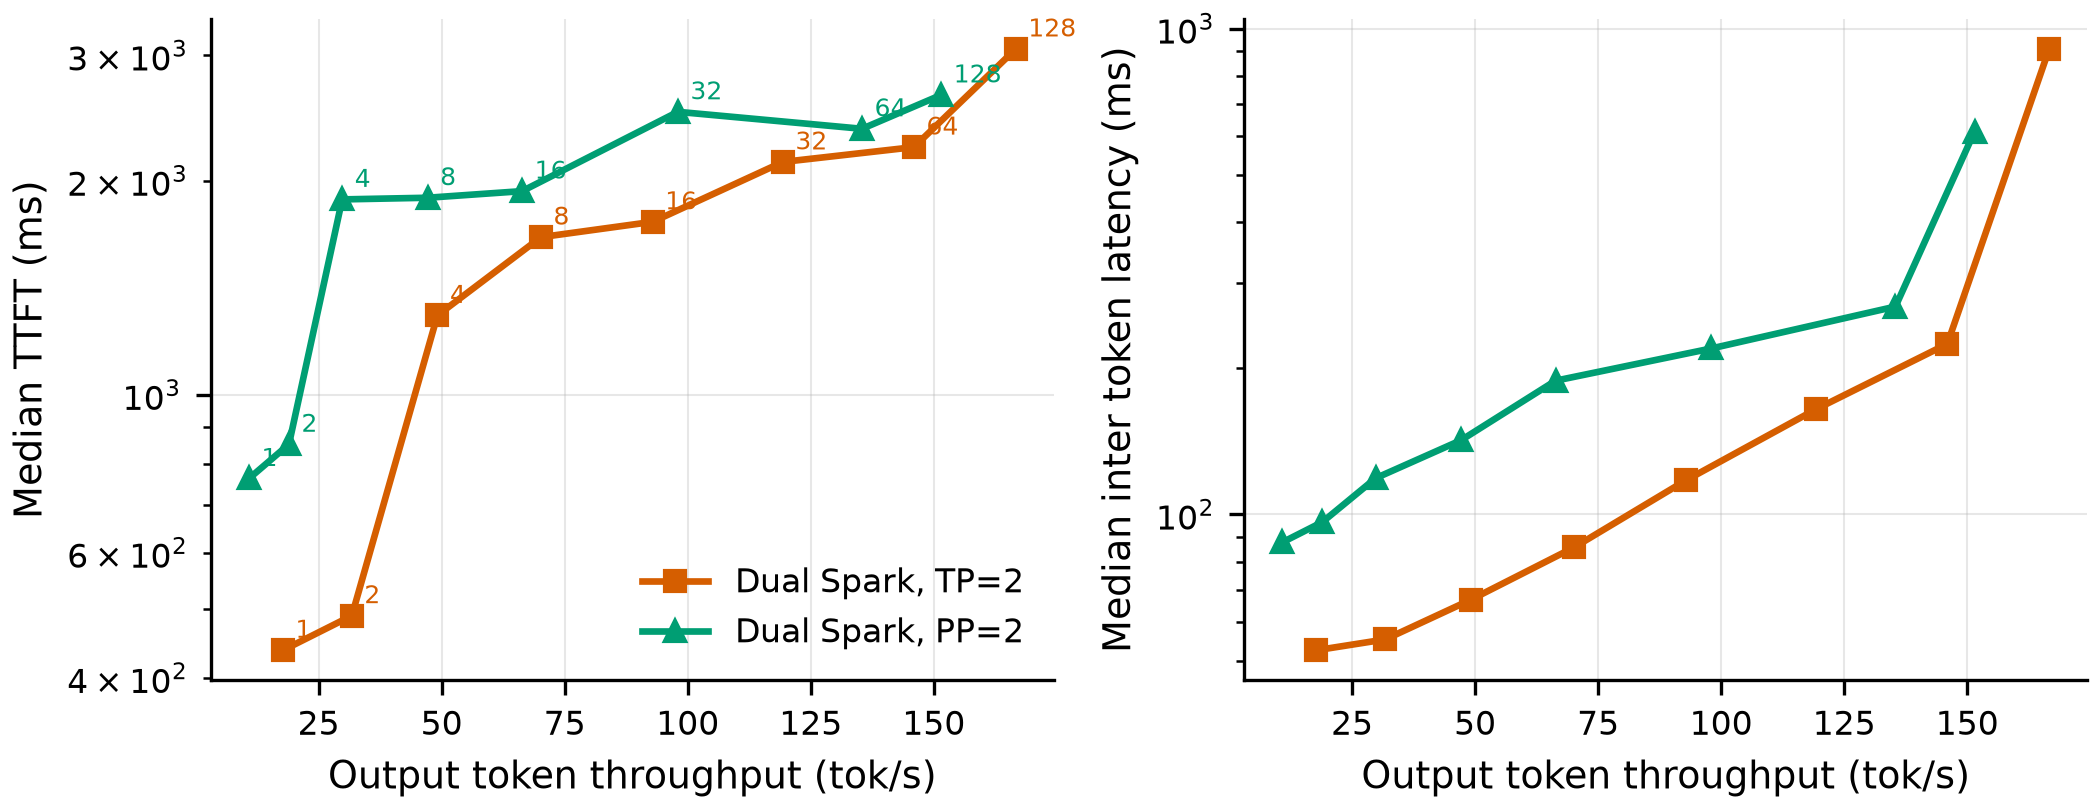 Median TTFT (ms)
3 × 10³
2 × 10³
10³
6 × 10²
4 × 10²
1
2
4
8
16
32
64
128
1
2
4
8
16
32
64
128
Dual Spark, TP=2
Dual Spark, PP=2
25 50 75 100 125 150
Output token throughput (tok/s)
Median inter token latency (ms)
10³
10²
25 50 75 100 125 150
Output token throughput (tok/s)